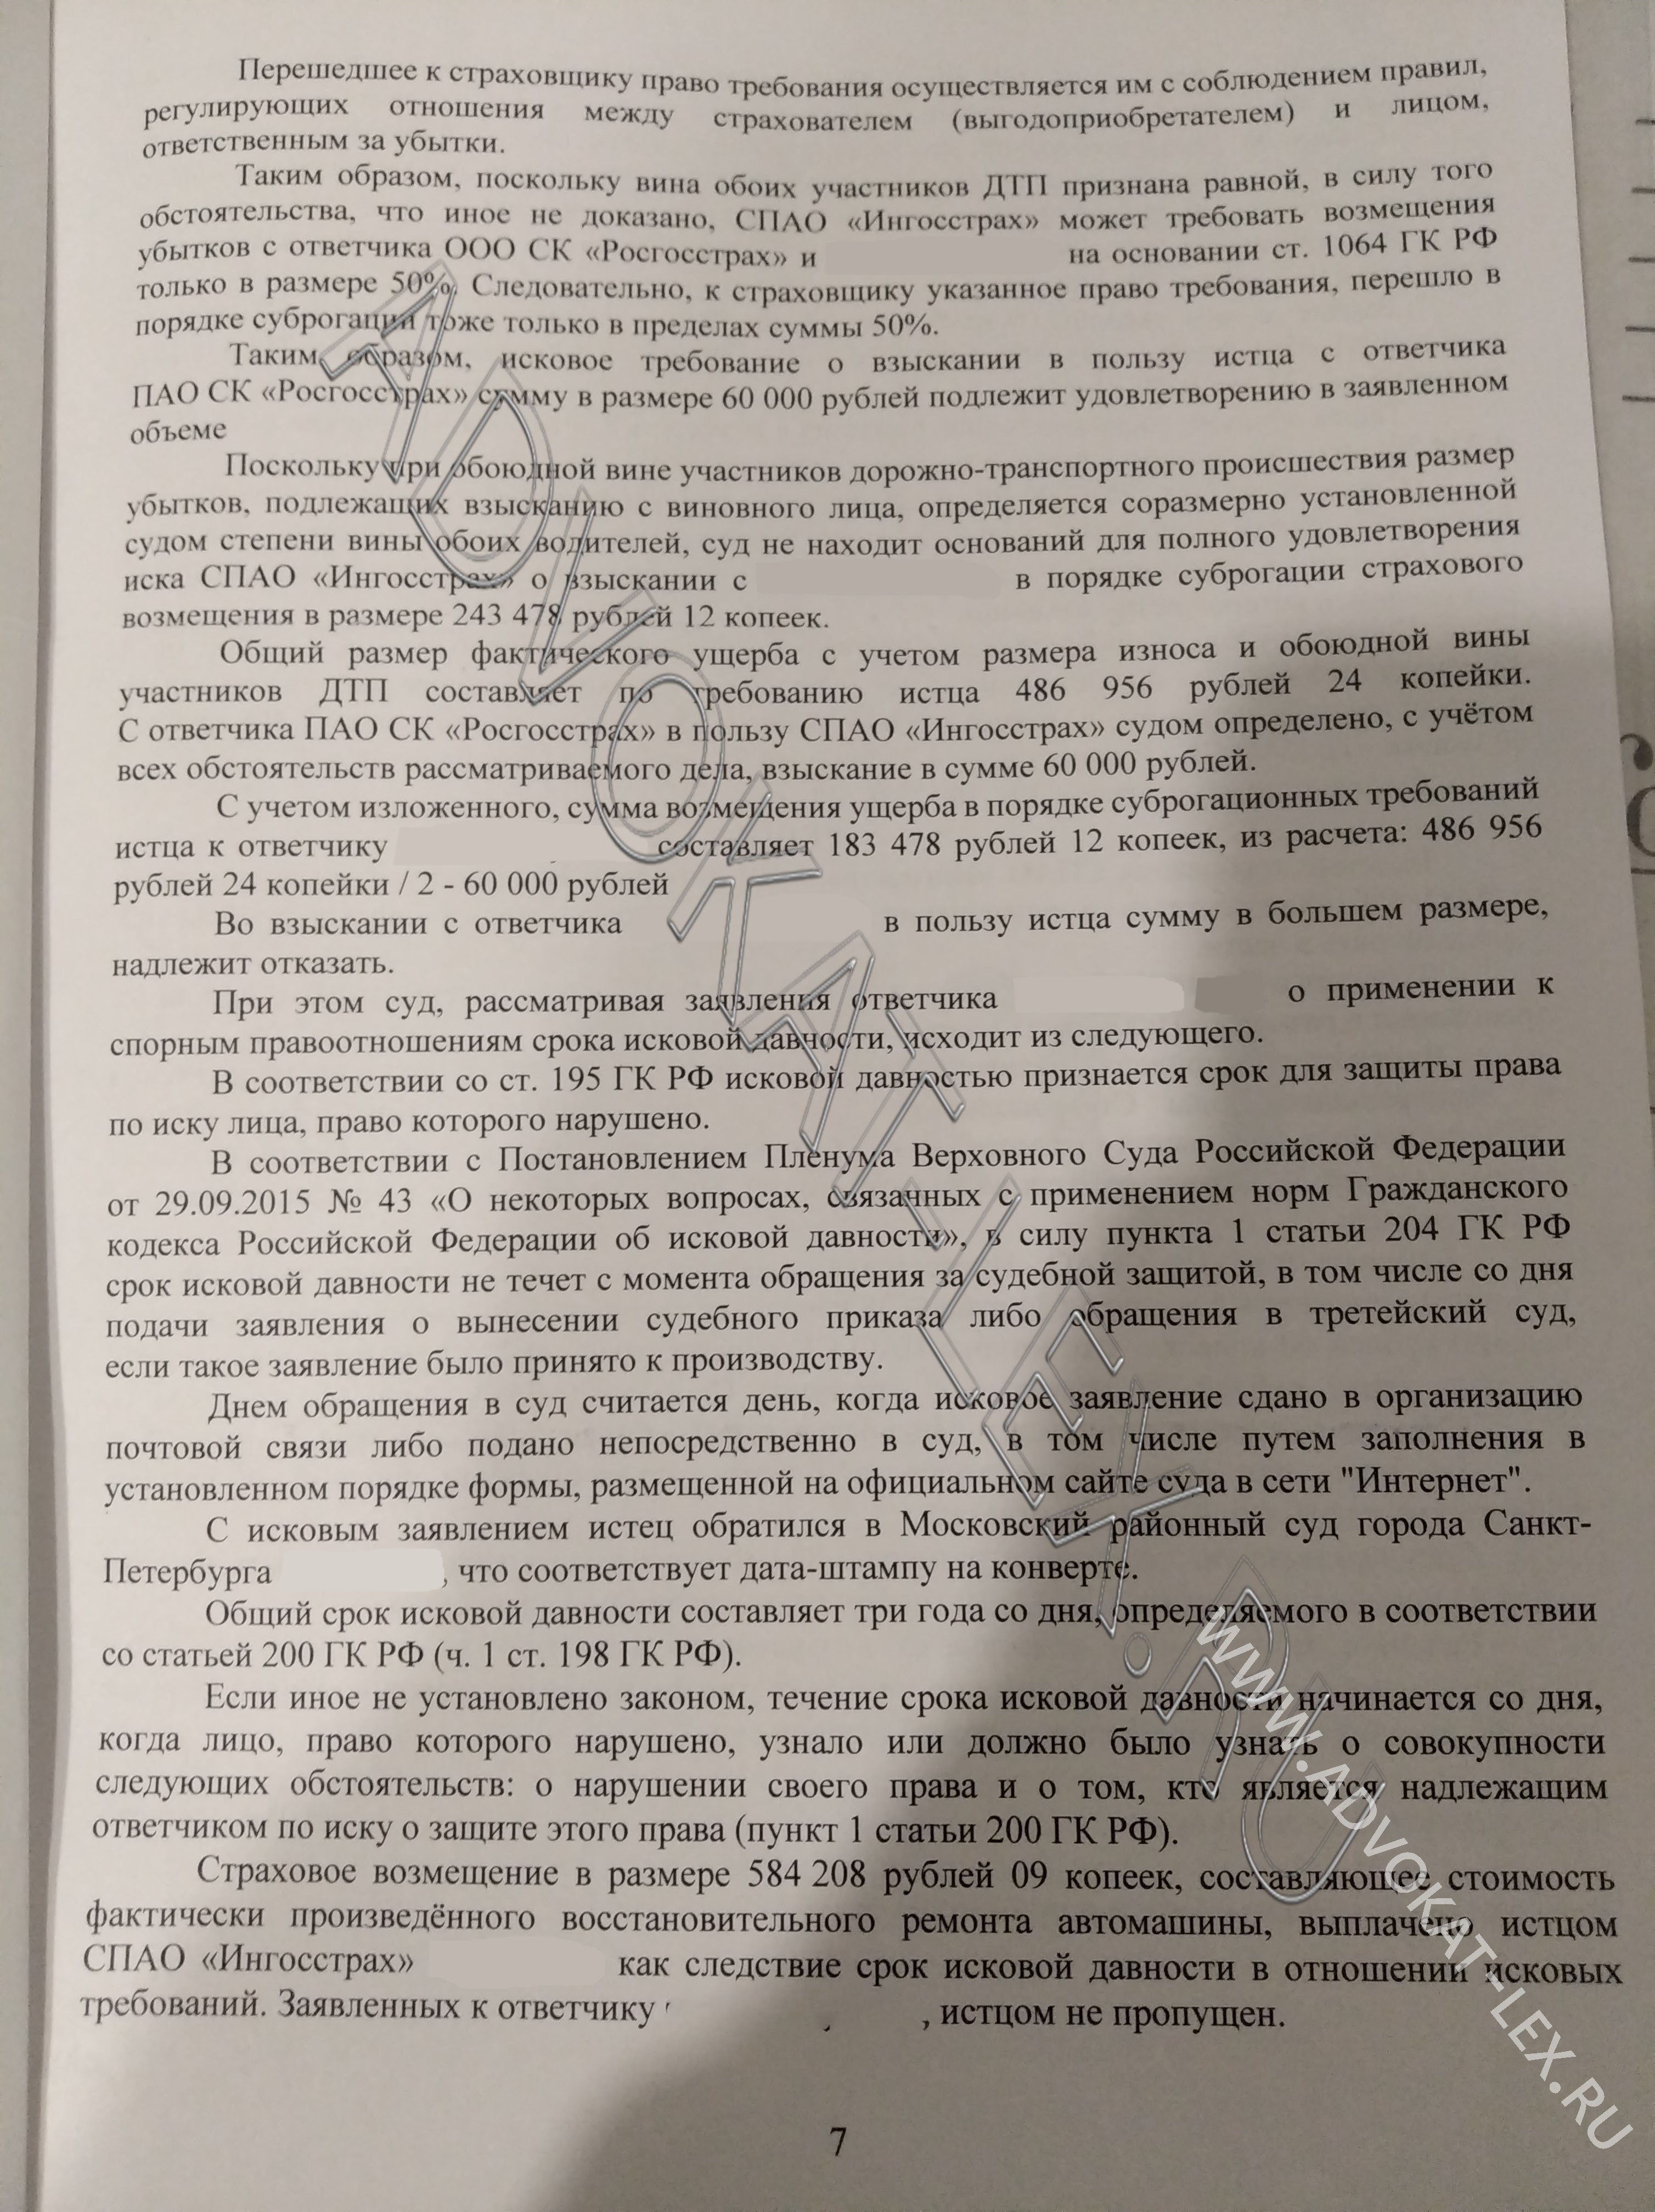 Перешедшее к страховщику право требования осуществляется им с соблюдением правил,
регулирующих отношения между страхователем (выгодоприобретателем) и лицом,
ответственным за убытки.
Таким образом, поскольку вина обоих участников ДТП признана равной, в силу того
обстоятельства, что иное не доказано, СПАО «Ингосстрах» может требовать возмещения
убытков с ответчика ООО СК «Росгосстрах» и на основании ст. 1064 ГК РФ
только в размере 50%. Следовательно, к страховщику указанное право требования, перешло в
порядке суброгации тоже только в пределах суммы 50%.
Таким образом, исковое требование о взыскании в пользу истца с ответчика
ПАО СК «Росгосстрах» сумму в размере 60 000 рублей подлежит удовлетворению в заявленном
объеме
Поскольку при обоюдной вине участников дорожно-транспортного происшествия размер
убытков, подлежащих взысканию с виновного лица, определяется соразмерно установленной
судом степени вины обоих водителей, суд не находит оснований для полного удовлетворения
иска СПАО «Ингосстрах» о взыскании с в порядке суброгации страхового
возмещения в размере 243 478 рублей 12 копеек.
Общий размер фактического ущерба с учетом размера износа и обоюдной вины
участников ДТП составляет по требованию истца 486 956 рублей 24 копейки.
С ответчика ПАО СК «Росгосстрах» в пользу СПАО «Ингосстрах» судом определено, с учётом
всех обстоятельств рассматриваемого дела, взыскание в сумме 60 000 рублей.
С учетом изложенного, сумма возмещения ущерба в порядке суброгационных требований
истца к ответчику составляет 183 478 рублей 12 копеек, из расчета: 486 956
рублей 24 копейки / 2 - 60 000 рублей
Во взыскании с ответчика в пользу истца сумму в большем размере,
надлежит отказать.
При этом суд, рассматривая заявления ответчика о применении к
спорным правоотношениям срока исковой давности, исходит из следующего.
В соответствии со ст. 195 ГК РФ исковой давностью признается срок для защиты права
по иску лица, право которого нарушено.
В соответствии с Постановлением Пленума Верховного Суда Российской Федерации
от 29.09.2015 № 43 «О некоторых вопросах, связанных с применением норм Гражданского
кодекса Российской Федерации об исковой давности», в силу пункта 1 статьи 204 ГК РФ
срок исковой давности не течет с момента обращения за судебной защитой, в том числе со дня
подачи заявления о вынесении судебного приказа либо обращения в третейский суд,
если такое заявление было принято к производству.
Днем обращения в суд считается день, когда исковое заявление сдано в организацию
почтовой связи либо подано непосредственно в суд, в том числе путем заполнения в
установленном порядке формы, размещенной на официальном сайте суда в сети "Интернет".
С исковым заявлением истец обратился в Московский районный суд города Санкт-
Петербурга , что соответствует дата-штампу на конверте.
Общий срок исковой давности составляет три года со дня, определяемого в соответствии
со статьей 200 ГК РФ (ч. 1 ст. 198 ГК РФ).
Если иное не установлено законом, течение срока исковой давности начинается со дня,
когда лицо, право которого нарушено, узнало или должно было узнать о совокупности
следующих обстоятельств: о нарушении своего права и о том, кто является надлежащим
ответчиком по иску о защите этого права (пункт 1 статьи 200 ГК РФ).
Страховое возмещение в размере 584 208 рублей 09 копеек, составляющее стоимость
фактически произведённого восстановительного ремонта автомашины, выплачено истцом
СПАО «Ингосстрах» как следствие срок исковой давности в отношении исковых
требований. Заявленных к ответчику , истцом не пропущен.
7
ADVOKAT-LEX.RU
WWW.ADVOKAT-LEX.RU